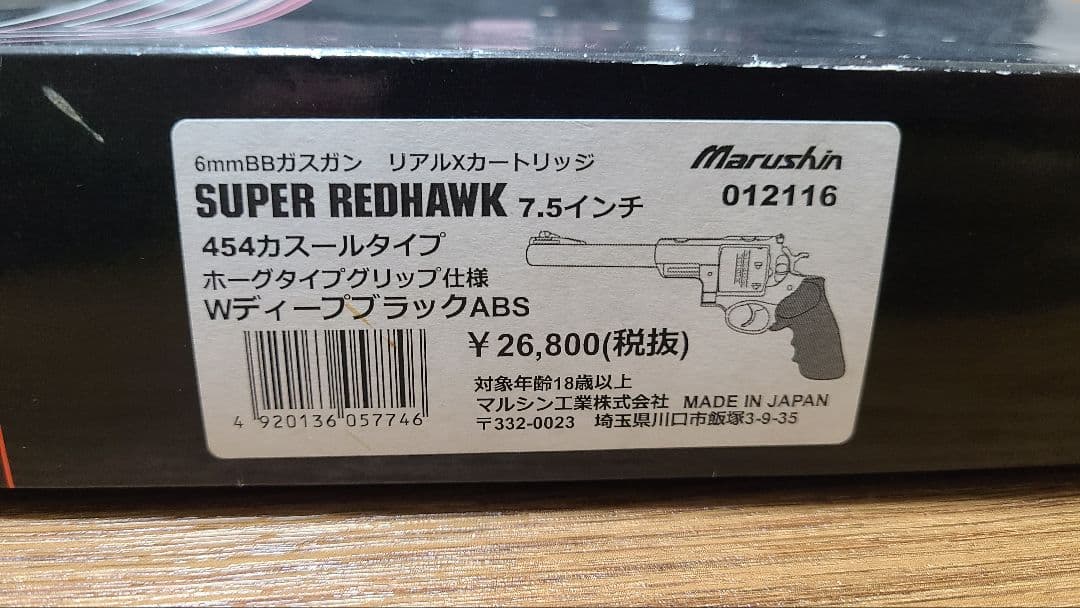 6mmBBガスガン リアルXカートリッジ
Marushin
SUPER REDHAWK 7.5インチ
012116
454カスールタイプ
ホーグタイプグリップ仕様
WディープブラックABS
¥26,800(税抜)
対象年齢18歳以上
マルシン工業株式会社 MADE IN JAPAN
〒332-0023 埼玉県川口市飯塚3-9-35
4 920136 057746